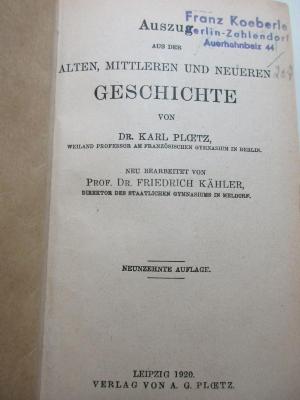 Auszug
AUS DER
ALTEN, MITTLEREN UND NEUEREN
GESCHICHTE
VON
DR. KARL PLŒTZ,
WEILAND PROFESSOR AM FRANZÖSISCHEN GYMNASIUM IN BERLIN.
NEU BEARBEITET VON
PROF. DR. FRIEDRICH KÄHLER,
DIREKTOR DES STAATLICHEN GYMNASIUMS IN MELDORF.
NEUNZEHNTE AUFLAGE.
LEIPZIG 1920.
VERLAG VON A. G. PLŒTZ.
Franz Koeberle
Berlin-Zehlendorf
Auerhahnbalz 44